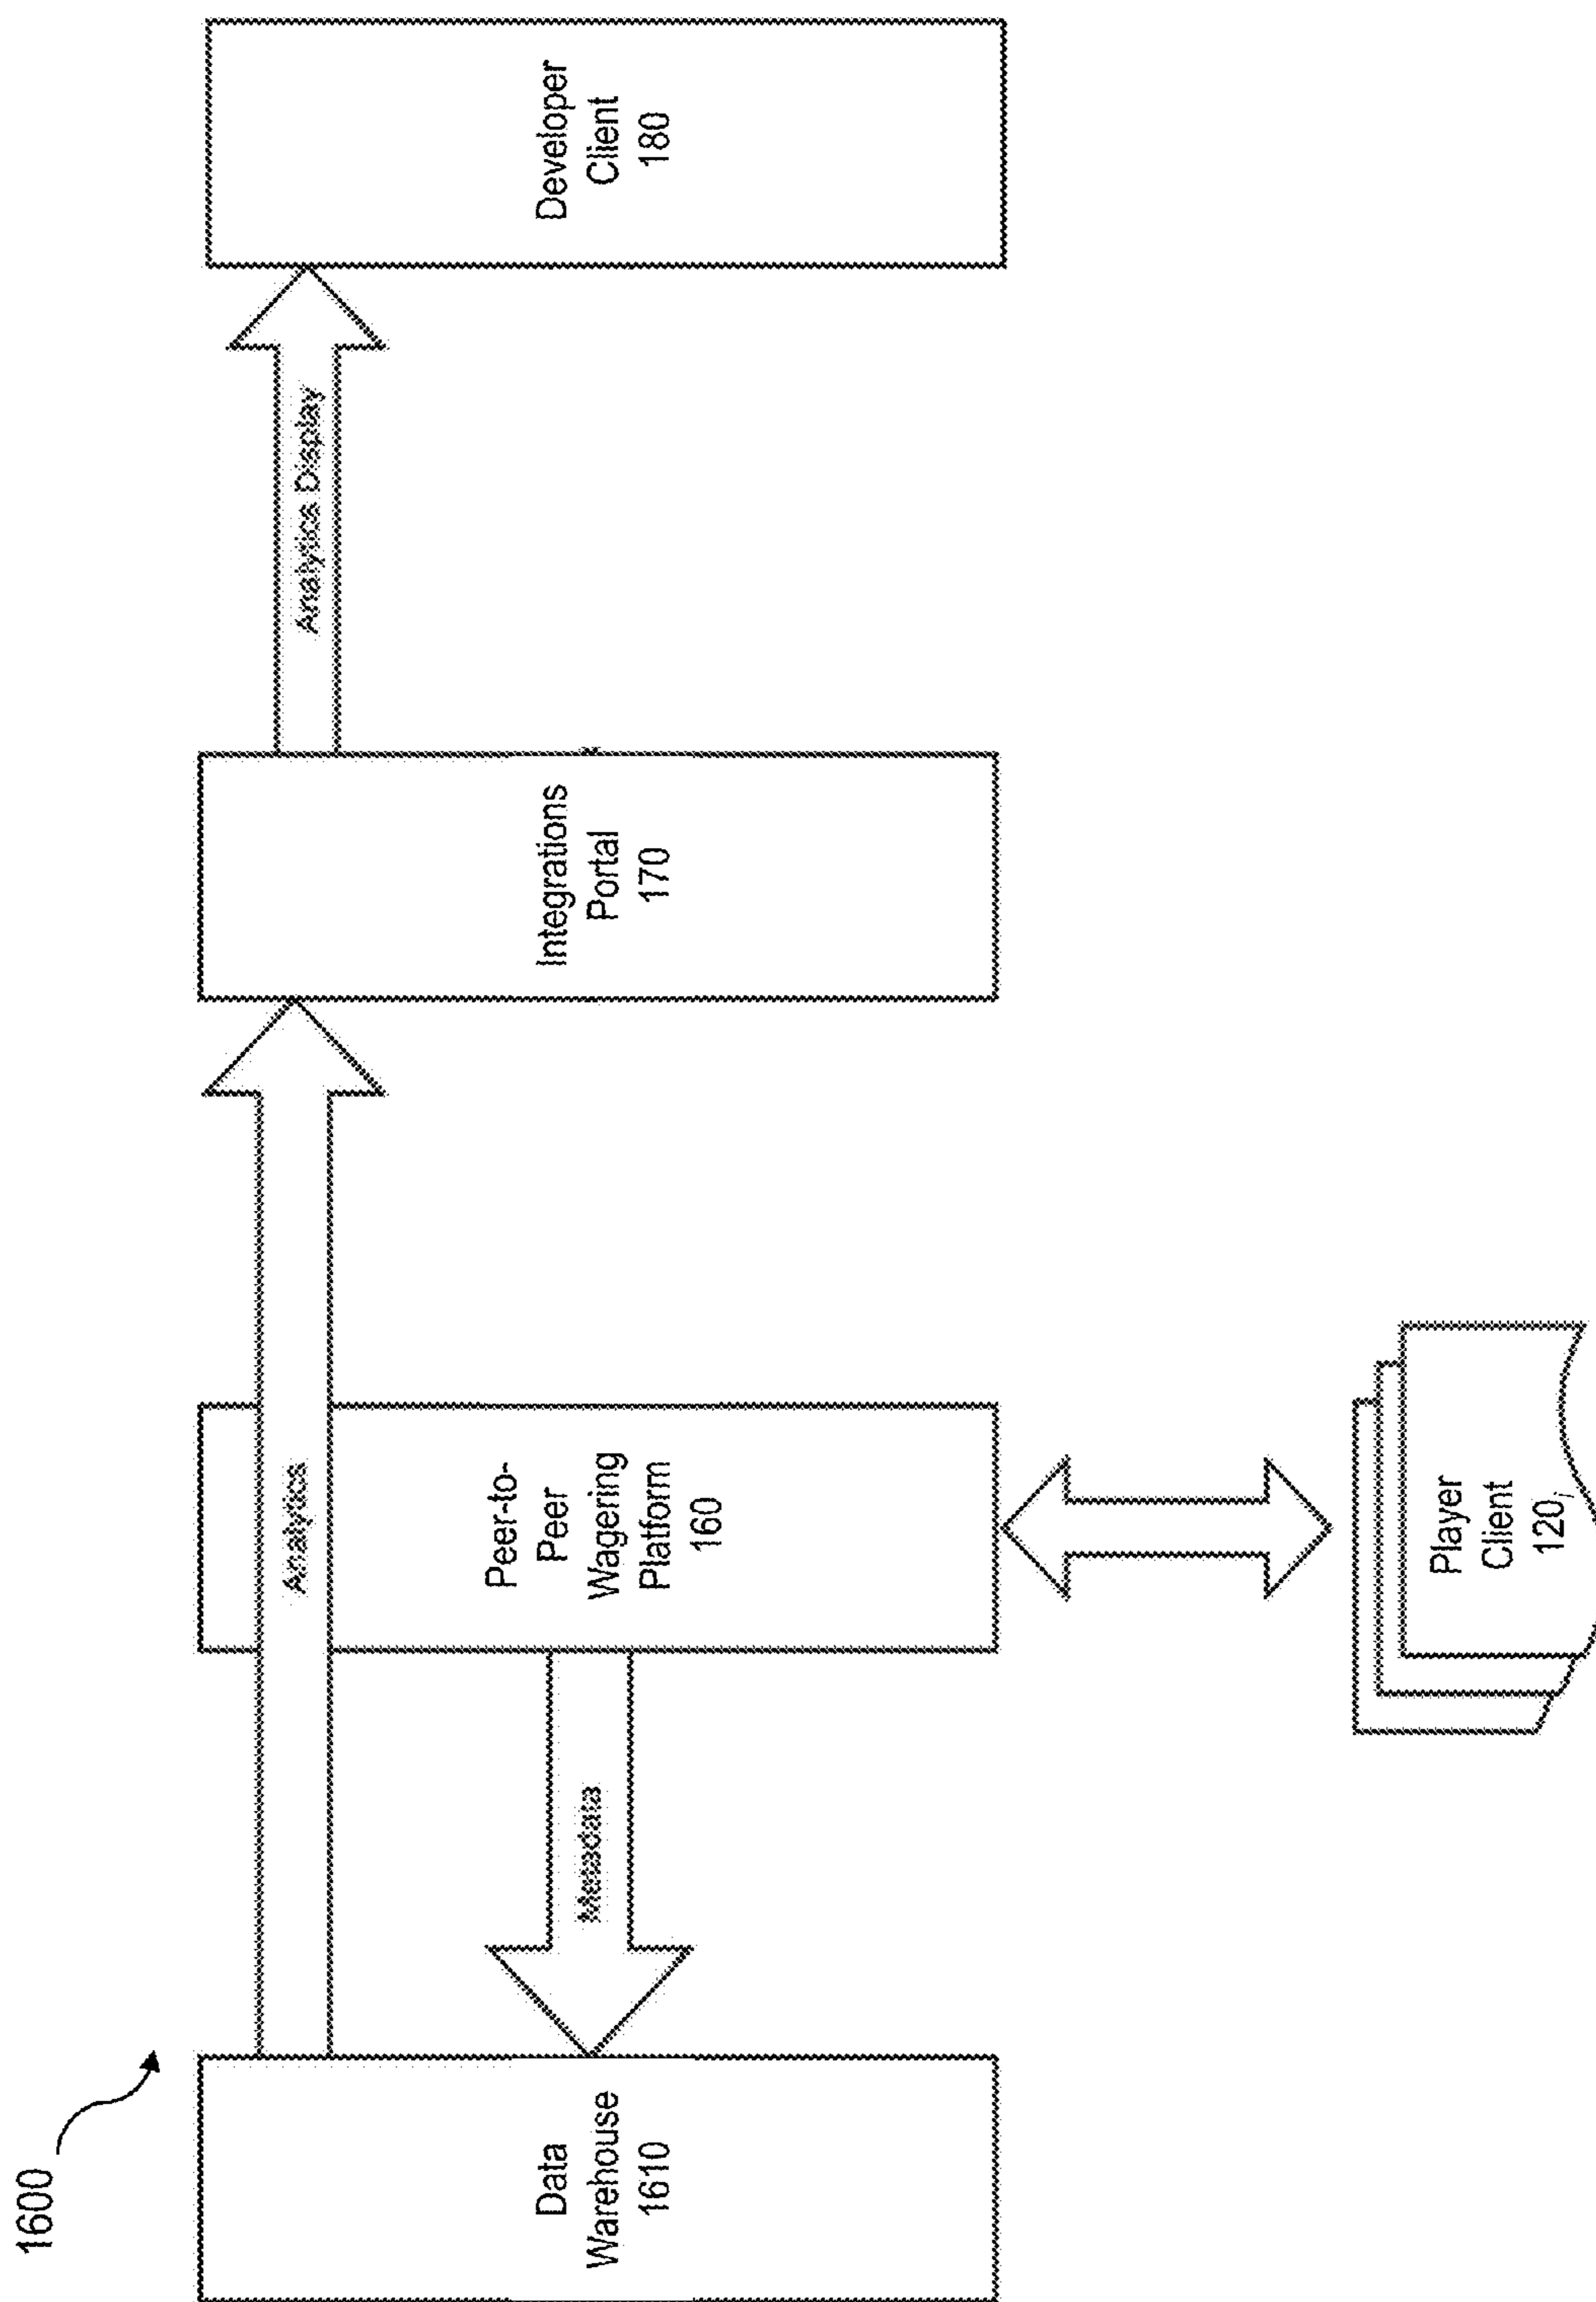 1600
Analytics
Analytics Display
Metadata
Data
Warehouse
1610
Peer-to-
Peer
Wagering
Platform
160
Integrations
Portal
170
Developer
Client
180
Player
Client
120i